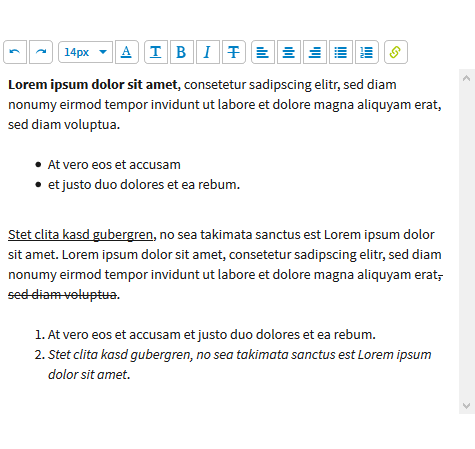 14px A T B I T
Lorem ipsum dolor sit amet, consetetur sadipscing elitr, sed diam
nonumy eirmod tempor invidunt ut labore et dolore magna aliquyam erat,
sed diam voluptua.
• At vero eos et accusam
• et justo duo dolores et ea rebum.
Stet clita kasd gubergren, no sea takimata sanctus est Lorem ipsum dolor
sit amet. Lorem ipsum dolor sit amet, consetetur sadipscing elitr, sed diam
nonumy eirmod tempor invidunt ut labore et dolore magna aliquyam erat,
sed diam voluptua.
1. At vero eos et accusam et justo duo dolores et ea rebum.
2. Stet clita kasd gubergren, no sea takimata sanctus est Lorem ipsum
dolor sit amet.